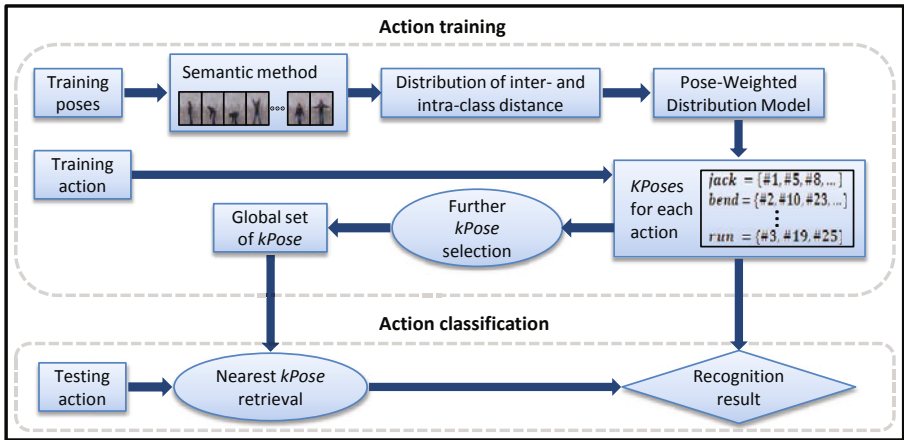 Action training
Training
poses
Semantic method
Distribution of inter- and
intra-class distance
Pose-Weighted
Distribution Model
Training
action
KPoses
for each
action
jack = {#1, #5, #8, ...}
bend = {#2, #10, #23, ...}
run = {#3, #19, #25}
Further
kPose
selection
Global set
of kPose
Action classification
Testing
action
Nearest kPose
retrieval
Recognition
result